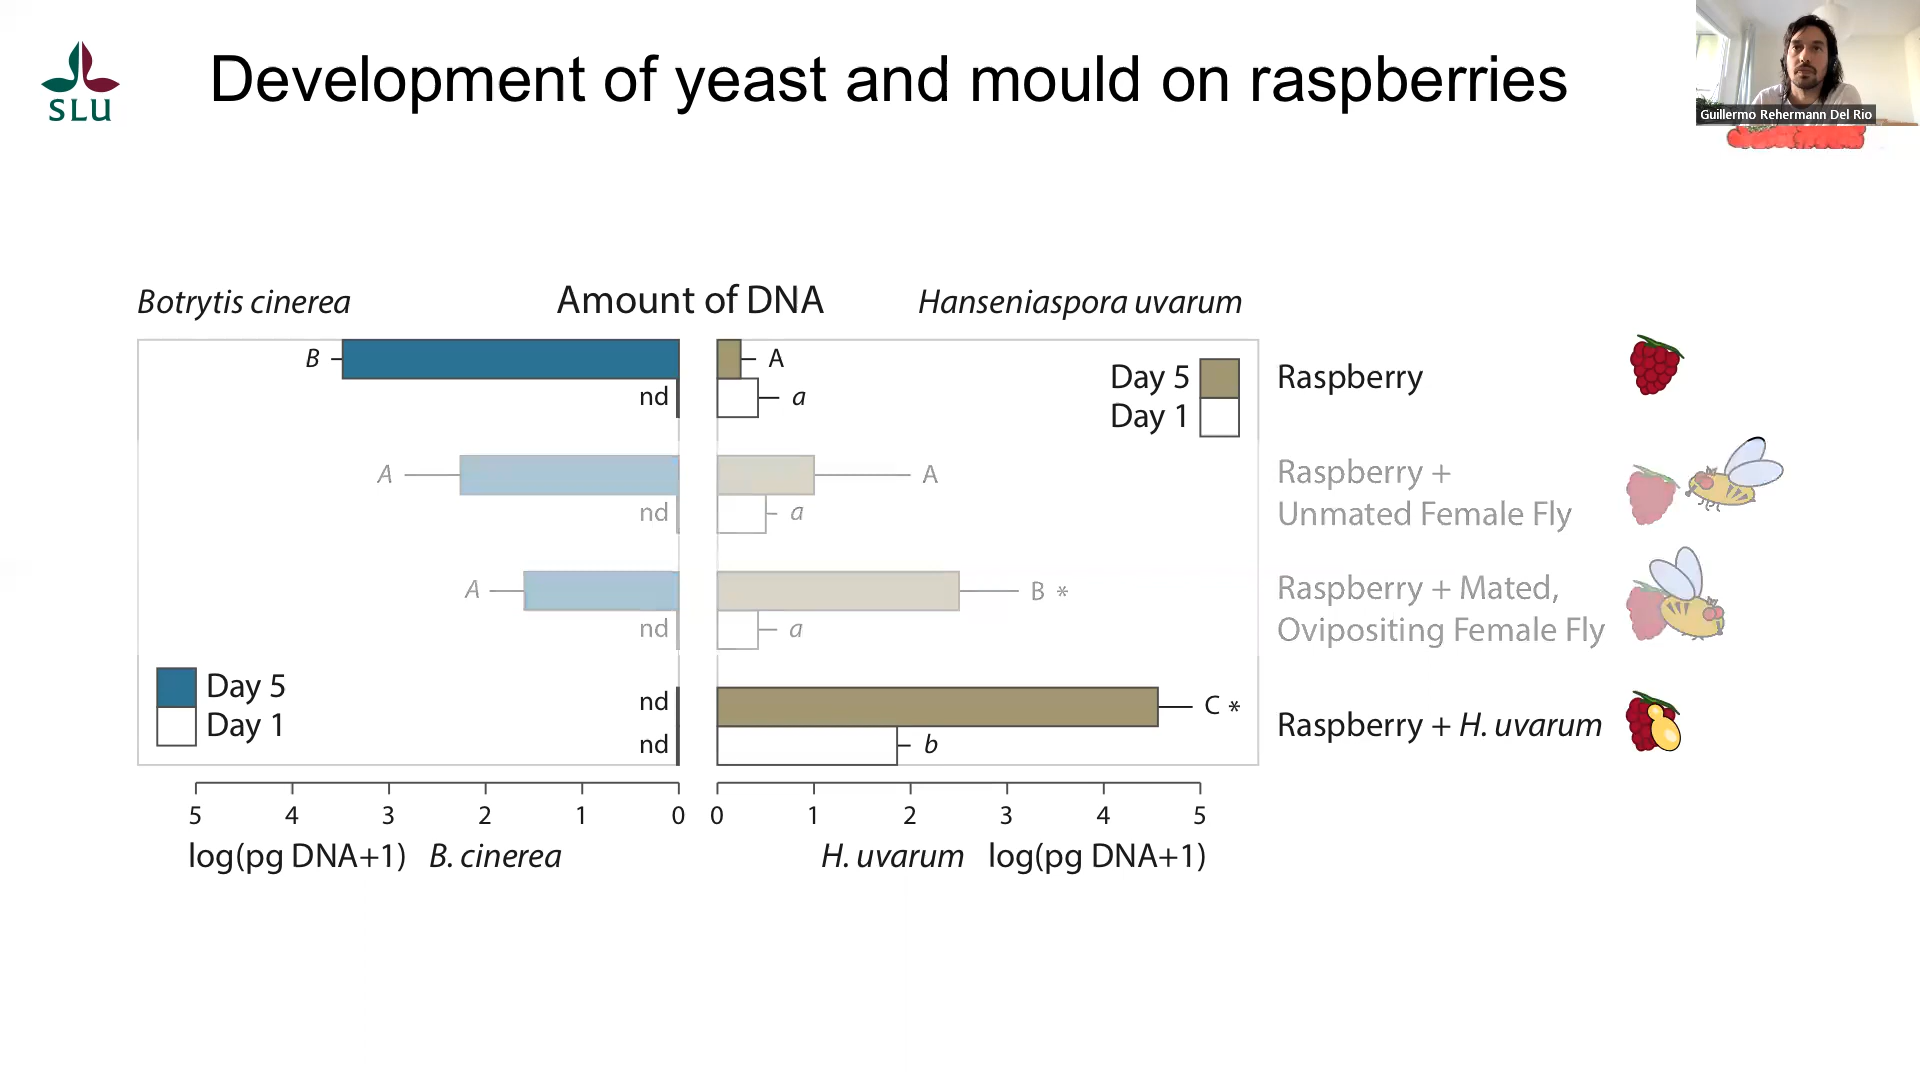 SLU
Development of yeast and mould on raspberries
Guillermo Rehermann Del Rio
Botrytis cinerea
Amount of DNA
Hanseniaspora uvarum
B
nd
A
a
Day 5
Day 1
Raspberry
A
nd
A
a
Raspberry +
Unmated Female Fly
A
nd
B *
a
Raspberry + Mated,
Ovipositing Female Fly
Day 5
Day 1
nd
nd
C *
b
Raspberry + H. uvarum
5 4 3 2 1 0
0 1 2 3 4 5
log(pg DNA+1) B. cinerea
H. uvarum log(pg DNA+1)